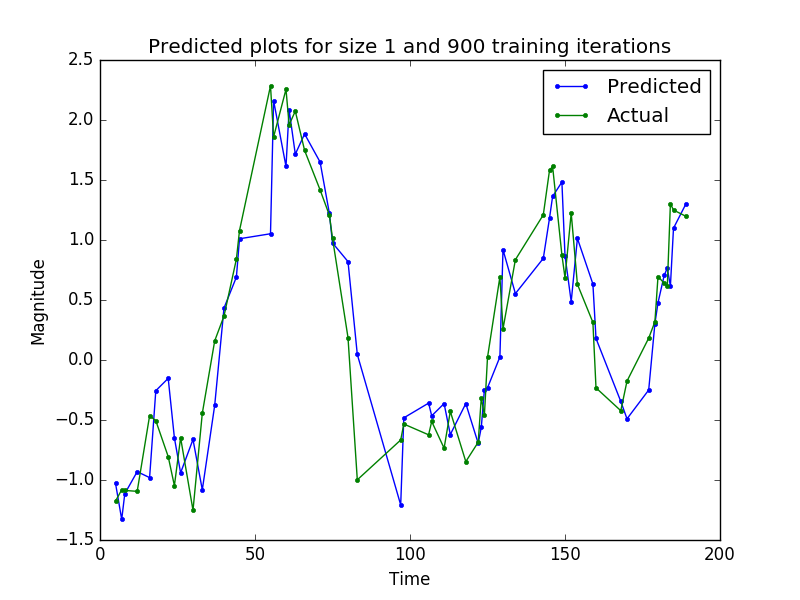 Predicted plots for size 1 and 900 training iterations
Predicted
Actual
Magnitude
2.5
2.0
1.5
1.0
0.5
0.0
−0.5
−1.0
−1.5
0 50 100 150 200
Time